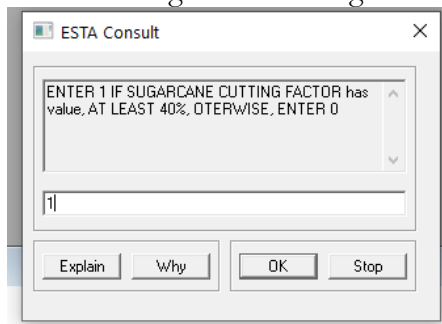 ESTA Consult
ENTER 1 IF SUGARCANE CUTTING FACTOR has
value, AT LEAST 40%, OTERWISE, ENTER 0
1
Explain Why OK Stop